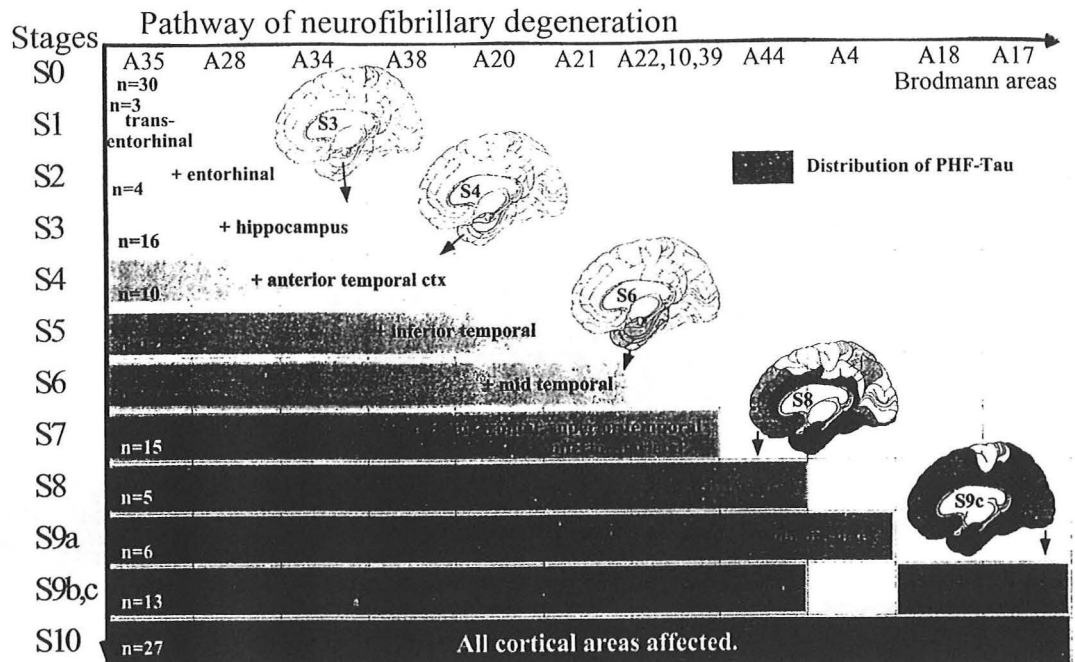 Pathway of neurofibrillary degeneration
Stages
A35 A28 A34 A38 A20 A21 A22,10,39 A44 A4 A18 A17
Brodmann areas
S0
n=30
n=3
S1
trans-
entorhinal
S3
S2
+ entorhinal
n=4
S4
Distribution of PHF-Tau
S3
+ hippocampus
n=16
S4
+ anterior temporal ctx
n=10
S6
S5
+ inferior temporal
S6
+ mid temporal
S8
S7
n=15
S8
n=5
S9c
S9a
n=6
S9b,c
n=13
S10
n=27
All cortical areas affected.